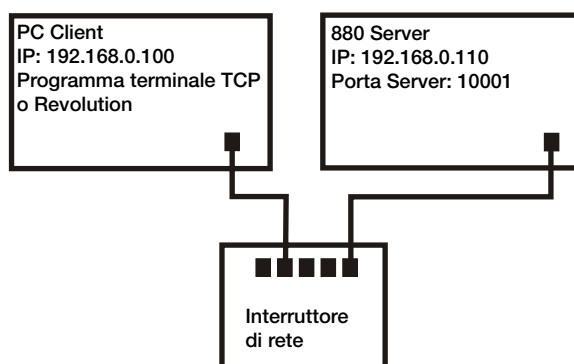 PC Client
IP: 192.168.0.100
Programma terminale TCP
o Revolution
880 Server
IP: 192.168.0.110
Porta Server: 10001
Interruttore
di rete